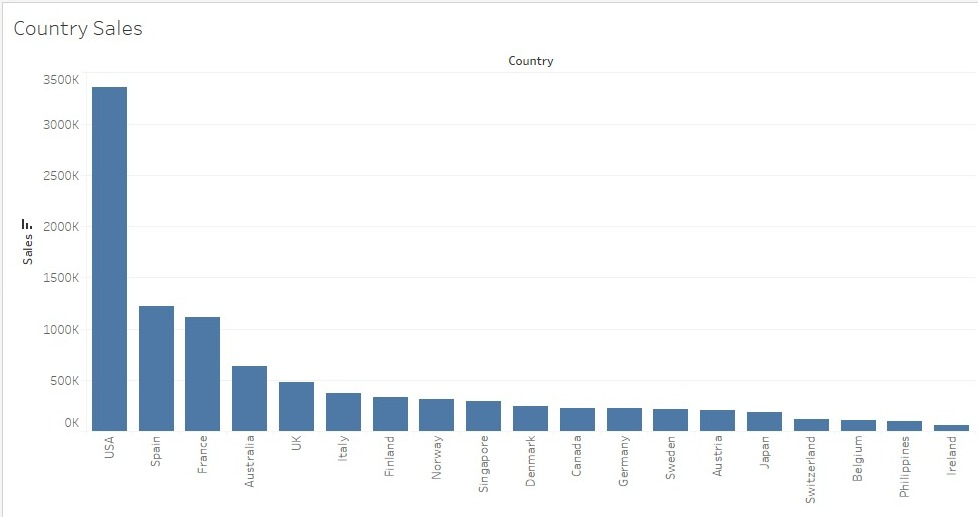 Country Sales
Country
3500K
3000K
2500K
2000K
1500K
1000K
500K
0K
Sales
USA
Spain
France
Australia
UK
Italy
Finland
Norway
Singapore
Denmark
Canada
Germany
Sweden
Austria
Japan
Switzerland
Belgium
Philippines
Ireland